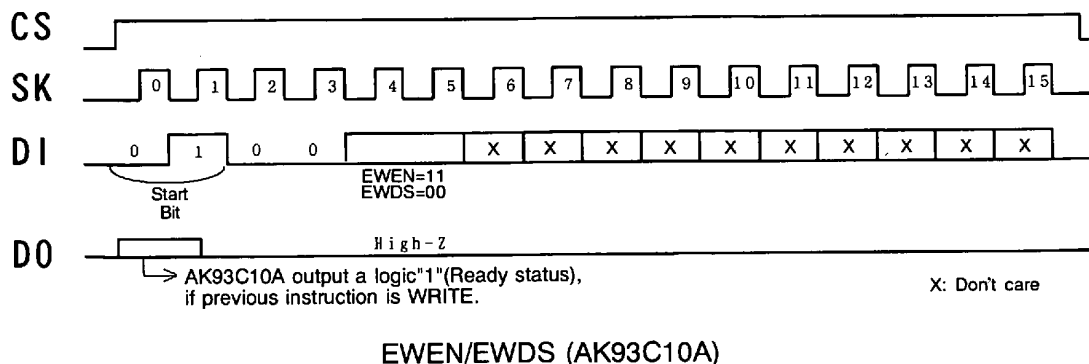 CS
SK 0 1 2 3 4 5 6 7 8 9 10 11 12 13 14 15
DI 0 1 0 0 X X X X X X X X X X
EWEN=11
EWDS=00
Start
Bit
DO High-Z
AK93C10A output a logic"1"(Ready status),
if previous instruction is WRITE.
X: Don't care
EWEN/EWDS (AK93C10A)